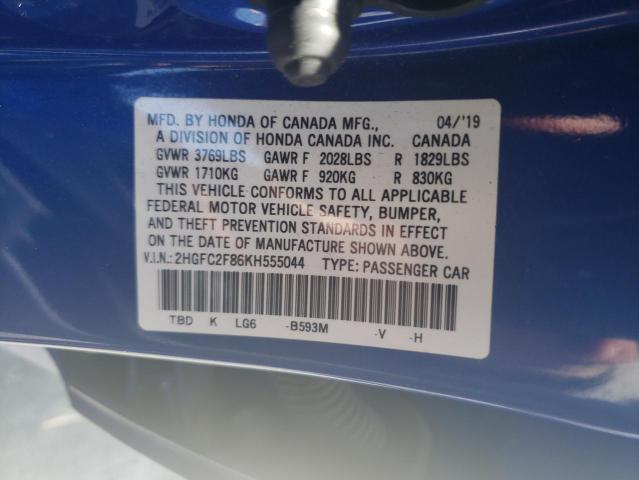 MFD. BY HONDA OF CANADA MFG., 04/'19
A DIVISION OF HONDA CANADA INC. CANADA
GVWR 3769LBS GAWR F 2028LBS R 1829LBS
GVWR 1710KG GAWR F 920KG R 830KG
THIS VEHICLE CONFORMS TO ALL APPLICABLE
FEDERAL MOTOR VEHICLE SAFETY, BUMPER,
AND THEFT PREVENTION STANDARDS IN EFFECT
ON THE DATE OF MANUFACTURE SHOWN ABOVE.
V.I.N.:2HGFC2F86KH555044 TYPE: PASSENGER CAR
TBD K LG6 -B593M -V -H